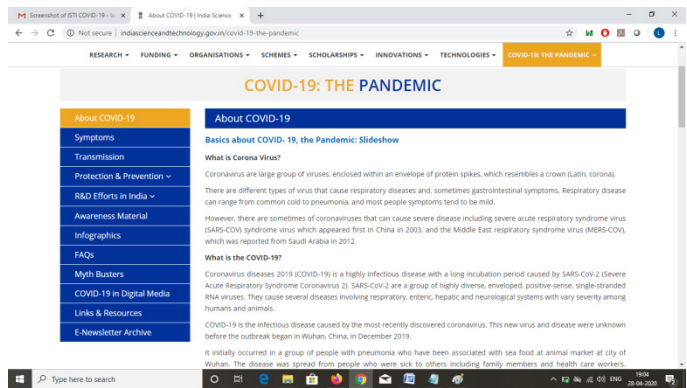 Screenshot of ISTI COVID-19 - lo
About COVID-19 | India Science,
Not secure | indiascienceandtechnology.gov.in/covid-19-the-pandemic
RESEARCH FUNDING ORGANISATIONS SCHEMES SCHOLARSHIPS INNOVATIONS TECHNOLOGIES COVID-19: THE PANDEMIC
COVID-19: THE PANDEMIC
About COVID-19
Symptoms
Transmission
Protection & Prevention
R&D Efforts in India
Awareness Material
Infographics
FAQs
Myth Busters
COVID-19 in Digital Media
Links & Resources
E-Newsletter Archive
About COVID-19
Basics about COVID- 19, the Pandemic: Slideshow
What is Corona Virus?
Coronavirus are large group of viruses, enclosed within an envelope of protein spikes, which resembles a crown (Latin, corona).
There are different types of virus that cause respiratory diseases and. sometimes gastrointestinal symptoms. Respiratory disease
can range from common cold to pneumonia, and most people symptoms tend to be mild.
However, there are sometimes of coronaviruses that can cause severe disease including severe acute respiratory syndrome virus
(SARS-COV) syndrome virus which appeared first in China in 2003, and the Middle East respiratory syndrome virus (MERS-COV),
which was reported from Saudi Arabia in 2012
What is the COVID-19?
Coronavirus diseases 2019 (COVID-19) is a highly infectious disease with a long incubation period caused by SARS-CoV-2 (Severe
Acute Respiratory Syndrome Coronavirus 2). SARS-CoV-2 are a group of highly diverse, enveloped, positive-sense, single-stranded
RNA viruses. They cause several diseases involving respiratory, enteric, hepatic and neurological systems with vary severity among
humans and animals.
COVID-19 is the infectious disease caused by the most recently discovered coronavirus. This new virus and disease were unknown
before the outbreak began in Wuhan, China, in December 2019.
It initially occurred in a group of people with pneumonia who have been associated with sea food at animal market at city of
Wuhan. The disease was spread from people who were sick to others including family members and health care workers.
Type here to search
ENG
19:04
28-04-2020